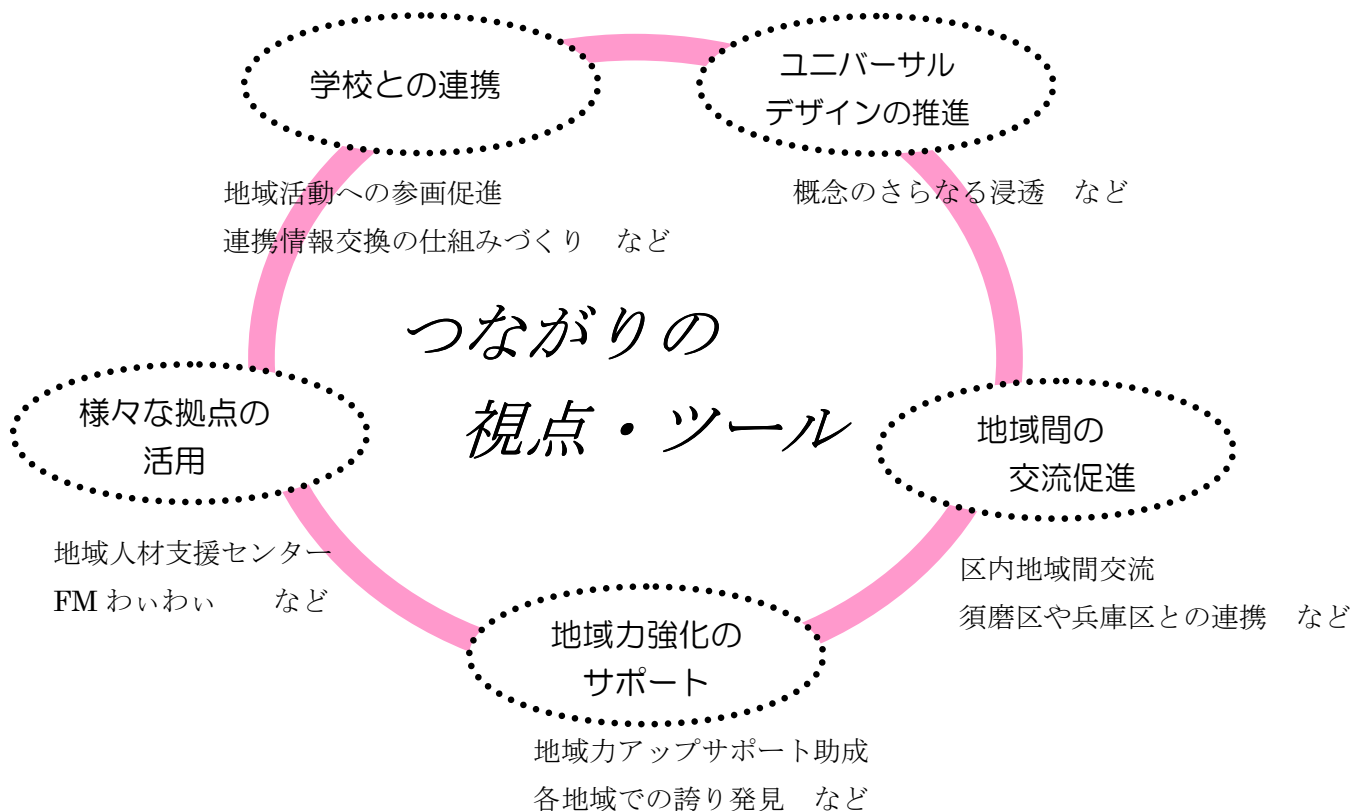 学校との連携
ユニバーサル
デザインの推進
地域活動への参画促進
連携情報交換の仕組みづくり　など
概念のさらなる浸透　など
つながりの
視点・ツール
様々な拠点の
活用
地域人材支援センター
FMわぃわぃ　　など
地域間の
交流促進
区内地域間交流
須磨区や兵庫区との連携　など
地域力強化の
サポート
地域力アップサポート助成
各地域での誇り発見　など